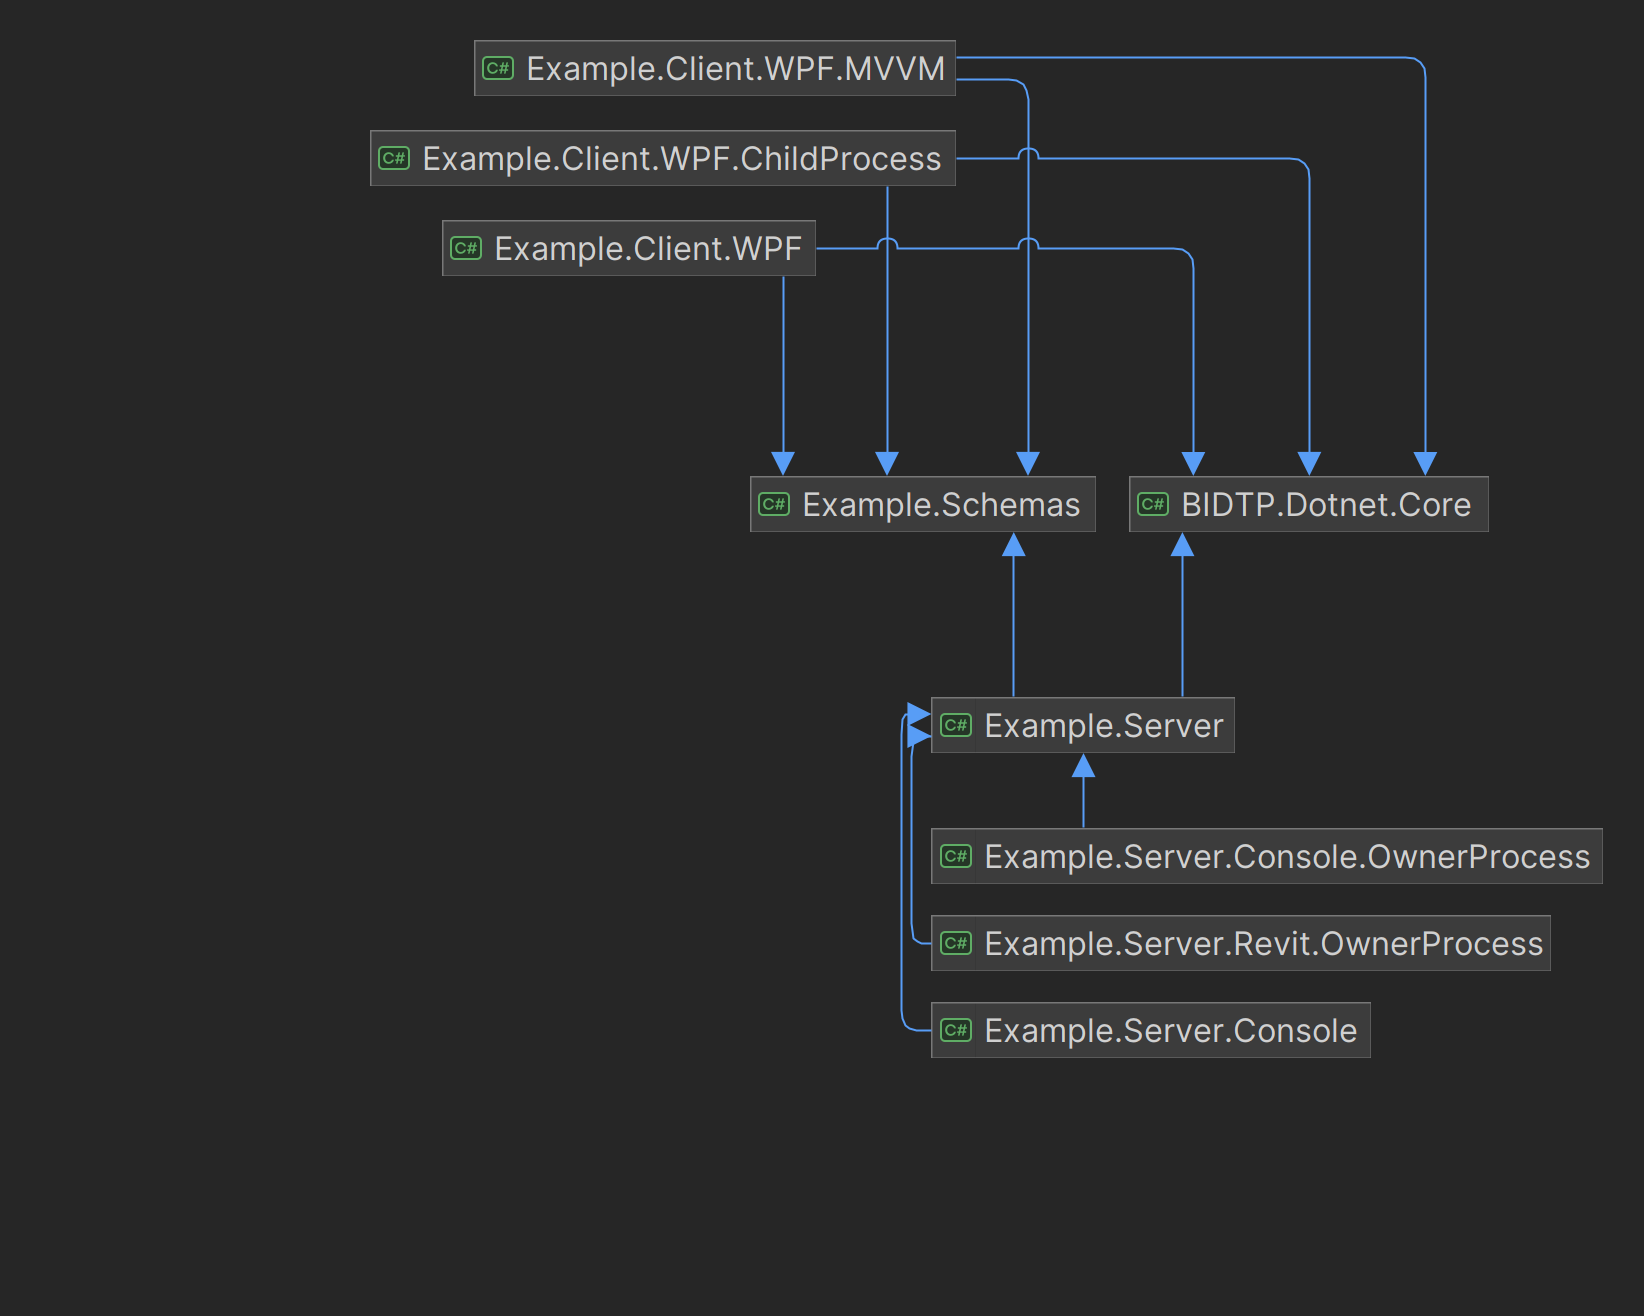 C# Example.Client.WPF.MVVM
C# Example.Client.WPF.ChildProcess
C# Example.Client.WPF
C# Example.Schemas
C# BIDTP.Dotnet.Core
C# Example.Server
C# Example.Server.Console.OwnerProcess
C# Example.Server.Revit.OwnerProcess
C# Example.Server.Console